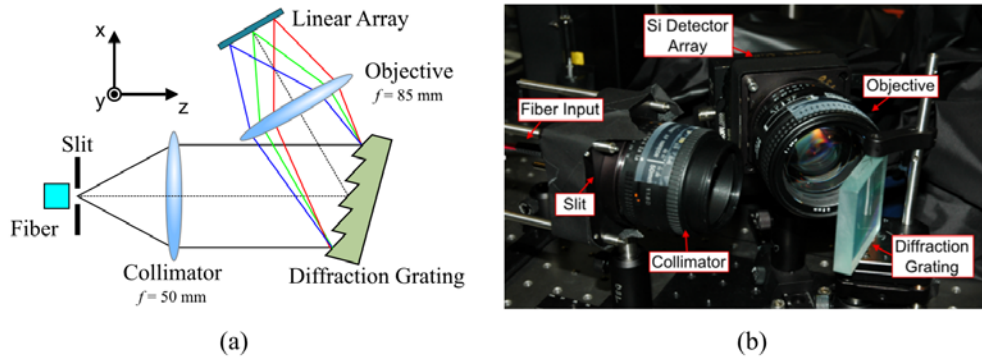 Linear Array
x
y
z
Objective
f = 85 mm
Slit
Fiber
Collimator
f = 50 mm
Diffraction Grating
(a)
Si Detector
Array
Objective
Fiber Input
Slit
Collimator
Diffraction
Grating
(b)